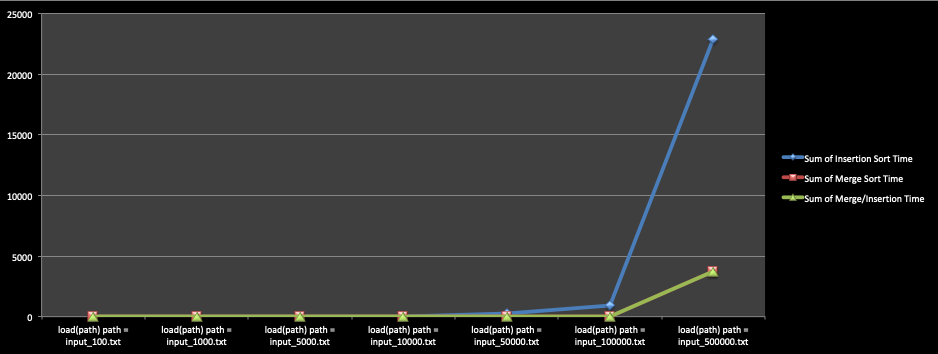 25000
20000
15000
10000
5000
0
load(path) path =
input_100.txt
load(path) path =
input_1000.txt
load(path) path =
input_5000.txt
load(path) path =
input_10000.txt
load(path) path =
input_50000.txt
load(path) path =
input_100000.txt
load(path) path =
input_500000.txt
Sum of Insertion Sort Time
Sum of Merge Sort Time
Sum of Merge/Insertion Time